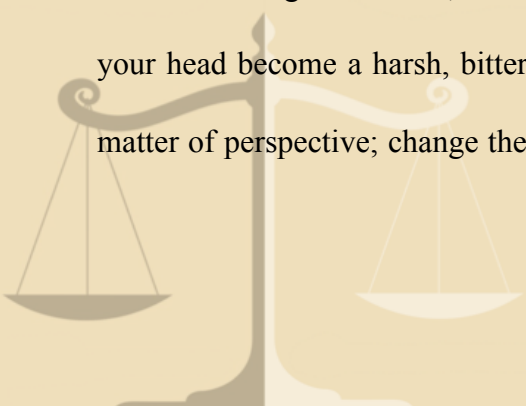 your head become a harsh, bitter
matter of perspective; change the